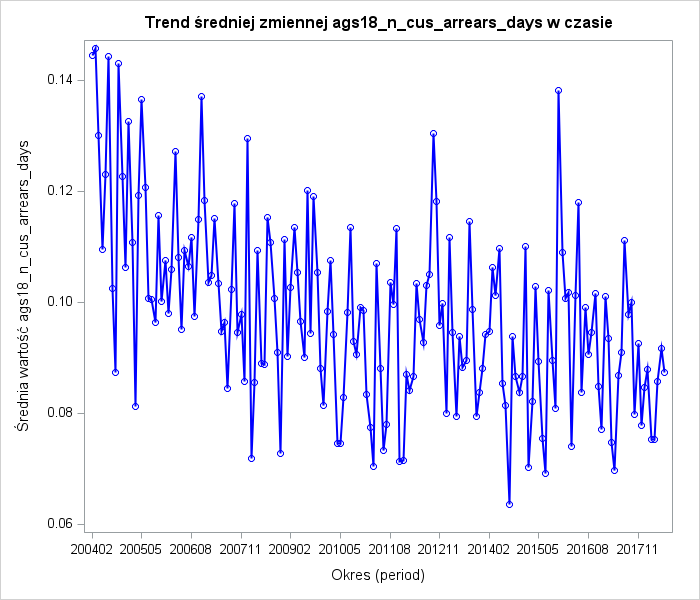 Trend średniej zmiennej ags18_n_cus_arrears_days w czasie
Średnia wartość ags18_n_cus_arrears_days
0.14
0.12
0.10
0.08
0.06
200402 200505 200608 200711 200902 201005 201108 201211 201402 201505 201608 201711
Okres (period)